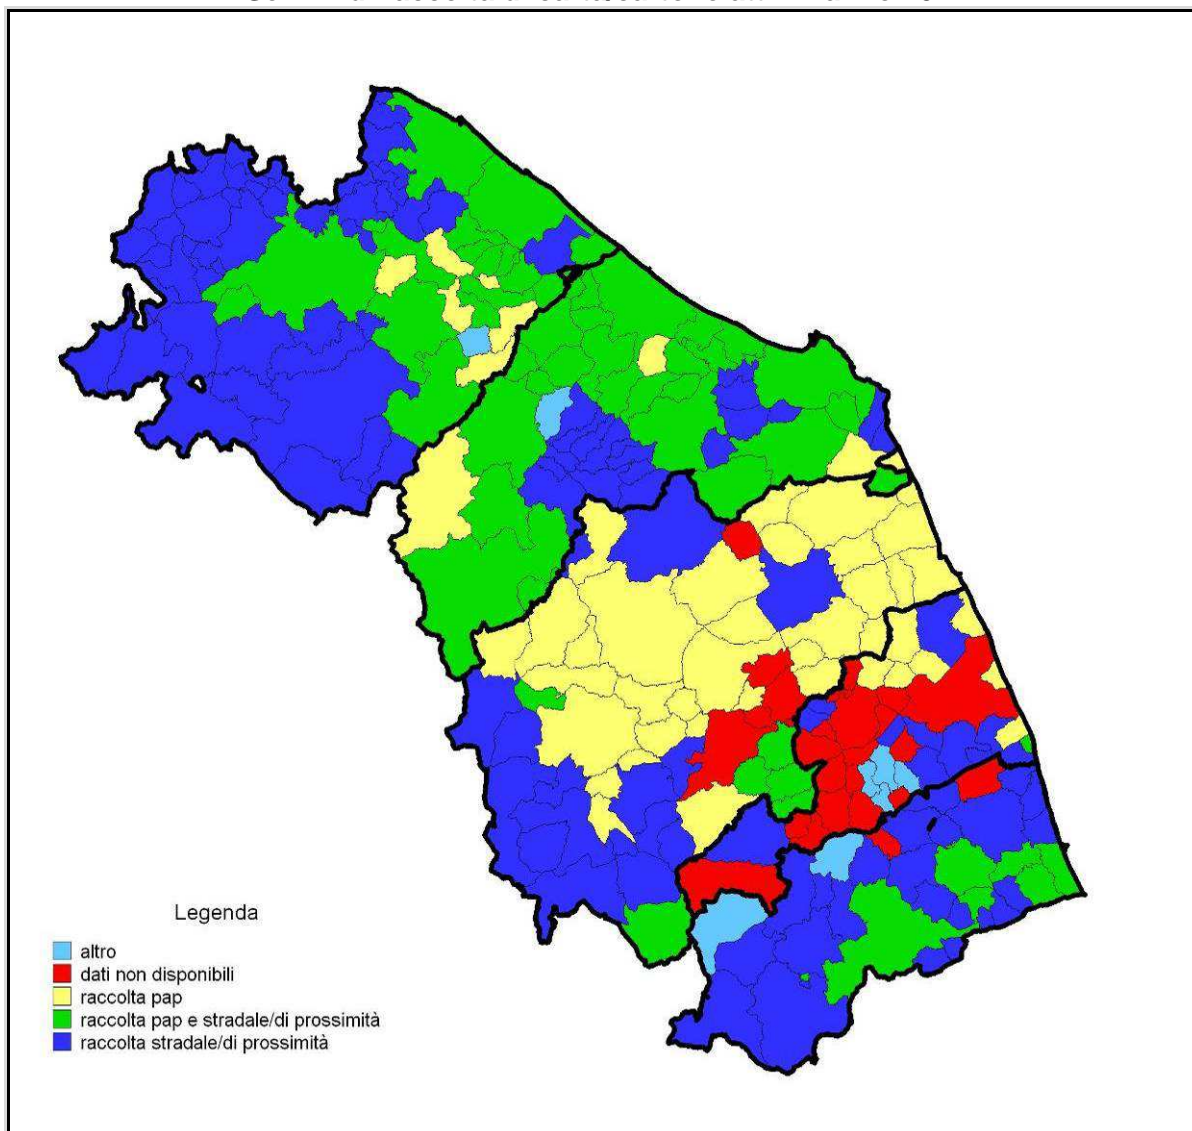 Legenda
altro
dati non disponibili
raccolta pap
raccolta pap e stradale/di prossimità
raccolta stradale/di prossimità